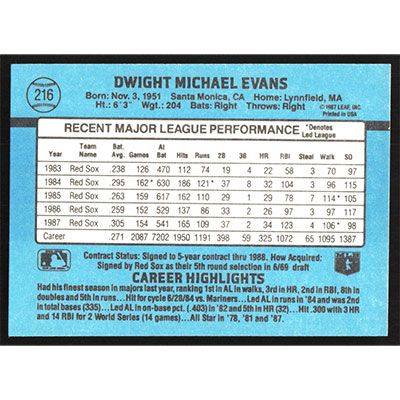 216
DWIGHT MICHAEL EVANS
Born: Nov. 3, 1951 Santa Monica, CA Home: Lynnfield, MA
Ht.: 6'3" Wgt.: 204 Bats: Right Throws: Right
© 1987 LEAF, INC.
Printed in USA
RECENT MAJOR LEAGUE PERFORMANCE *Denotes Led League
Year Team Name Bat. Avg. Games At Bat Hits Runs 2B 3B HR RBI Steal Walk SO
1983 Red Sox .238 126 470 112 74 19 4 22 58 3 70 97
1984 Red Sox .295 162* 630 186 121* 37 8 32 104 3 96 115
1985 Red Sox .263 159 617 162 110 29 1 29 78 7 114* 105
1986 Red Sox .259 152 529 137 86 33 2 26 97 3 97 117
1987 Red Sox .305 154 541 165 109 37 2 34 123 4 106* 98
Career .271 2087 7202 1950 1191 398 59 325 1072 65 1095 1387
Contract Status: Signed to 5-year contract thru 1988. How Acquired:
Signed by Red Sox as their 5th round selection in 6/69 draft
CAREER HIGHLIGHTS
Had his finest season in majors last year, ranking 1st in AL in walks, 3rd in HR, 2nd in RBI, 8th in
doubles and 5th in runs... Hit for cycle 6/28/84 vs. Mariners... Led AL in runs in '84 and was 2nd in
total bases (335)... Led AL in on-base pct. (.403) in '82 and 5th in HR (32)... Hit .300 with 3 HR
and 14 RBI for 2 World Series (14 games)... All Star in '78, '81 and '87.